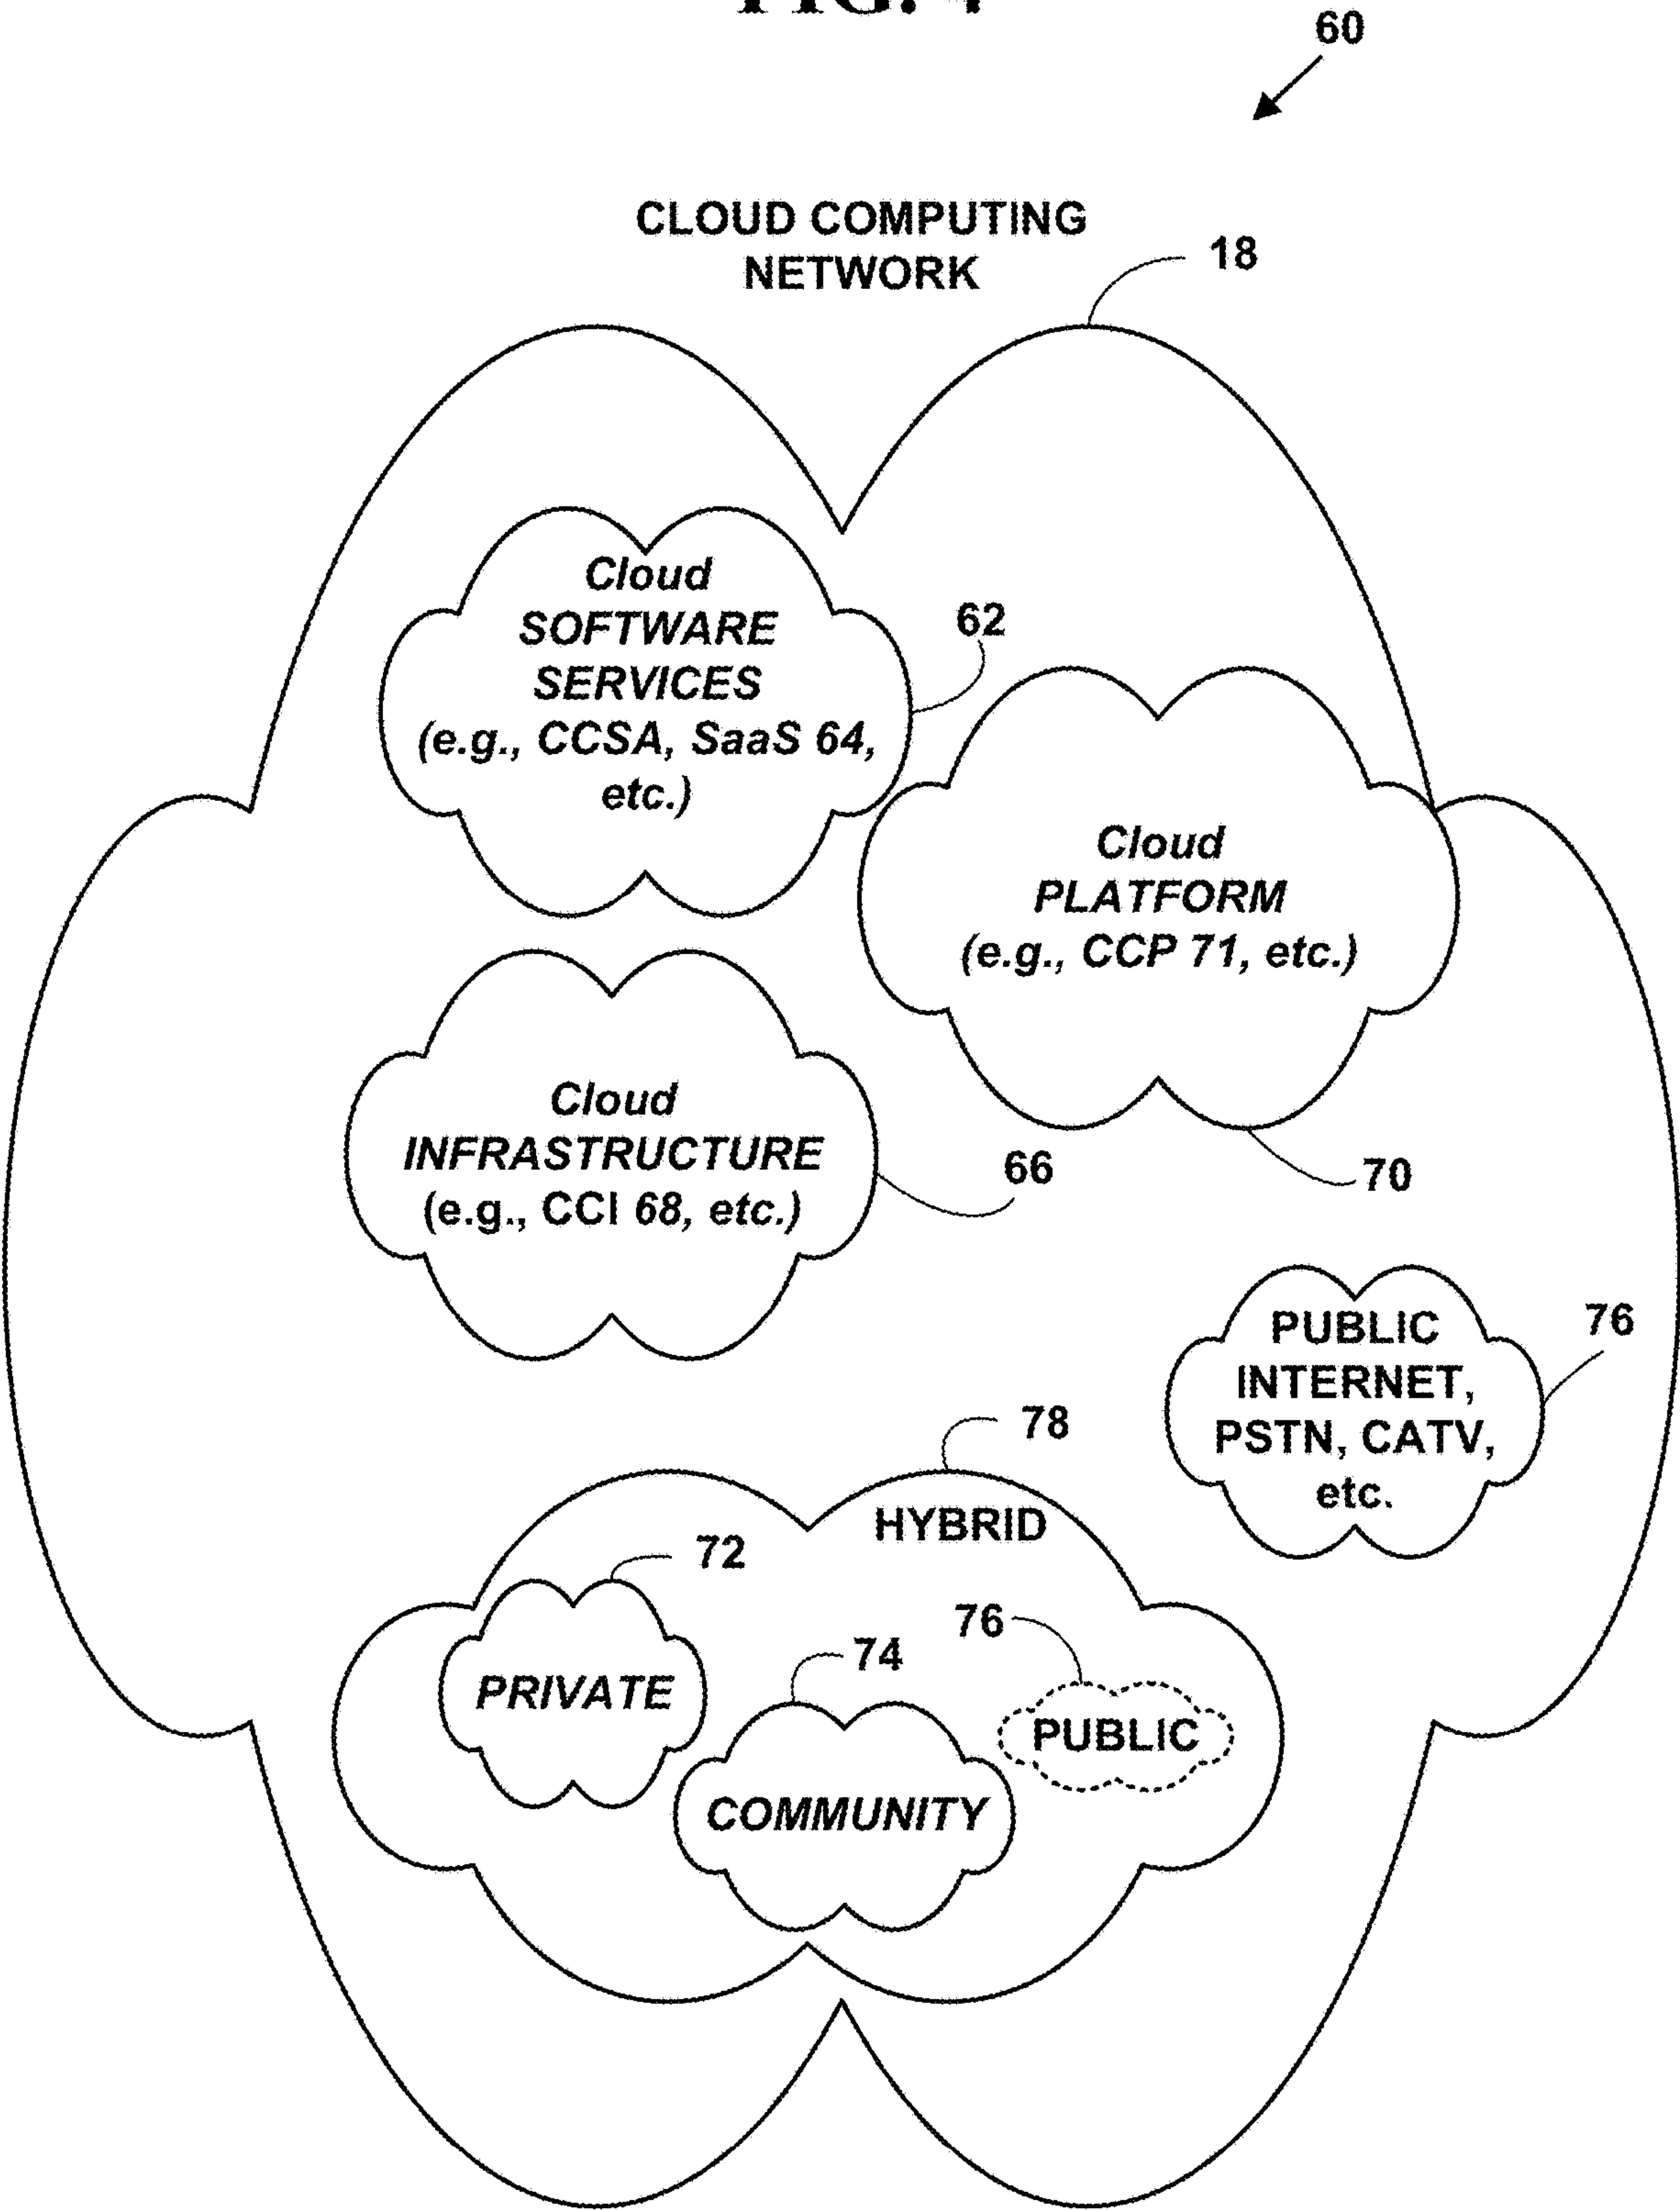 FIG. 4
60
CLOUD COMPUTING
NETWORK
18
Cloud
SOFTWARE
SERVICES
(e.g., CCSA, SaaS 64,
etc.)
62
Cloud
PLATFORM
(e.g., CCP 71, etc.)
70
Cloud
INFRASTRUCTURE
(e.g., CCI 68, etc.)
66
PUBLIC
INTERNET,
PSTN, CATV,
etc.
76
78
HYBRID
72
PRIVATE
74
COMMUNITY
76
PUBLIC